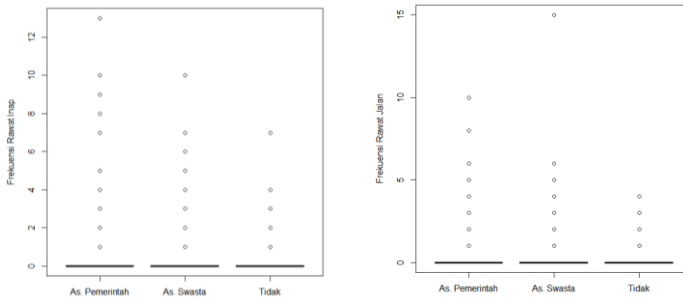 Frekuensi Rawat Inap
12
10
8
6
4
2
0
As. Pemerintah As. Swasta Tidak
Frekuensi Rawat Jalan
15
10
5
0
As. Pemerintah As. Swasta Tidak